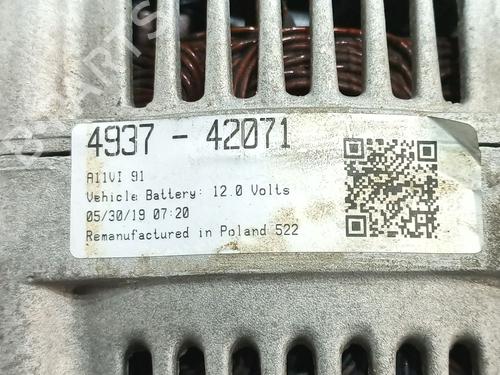 4937 - 42071
A11VI 91
Vehicle Battery: 12.0 Volts
05/30/19 07:20
Remanufactured in Poland 522